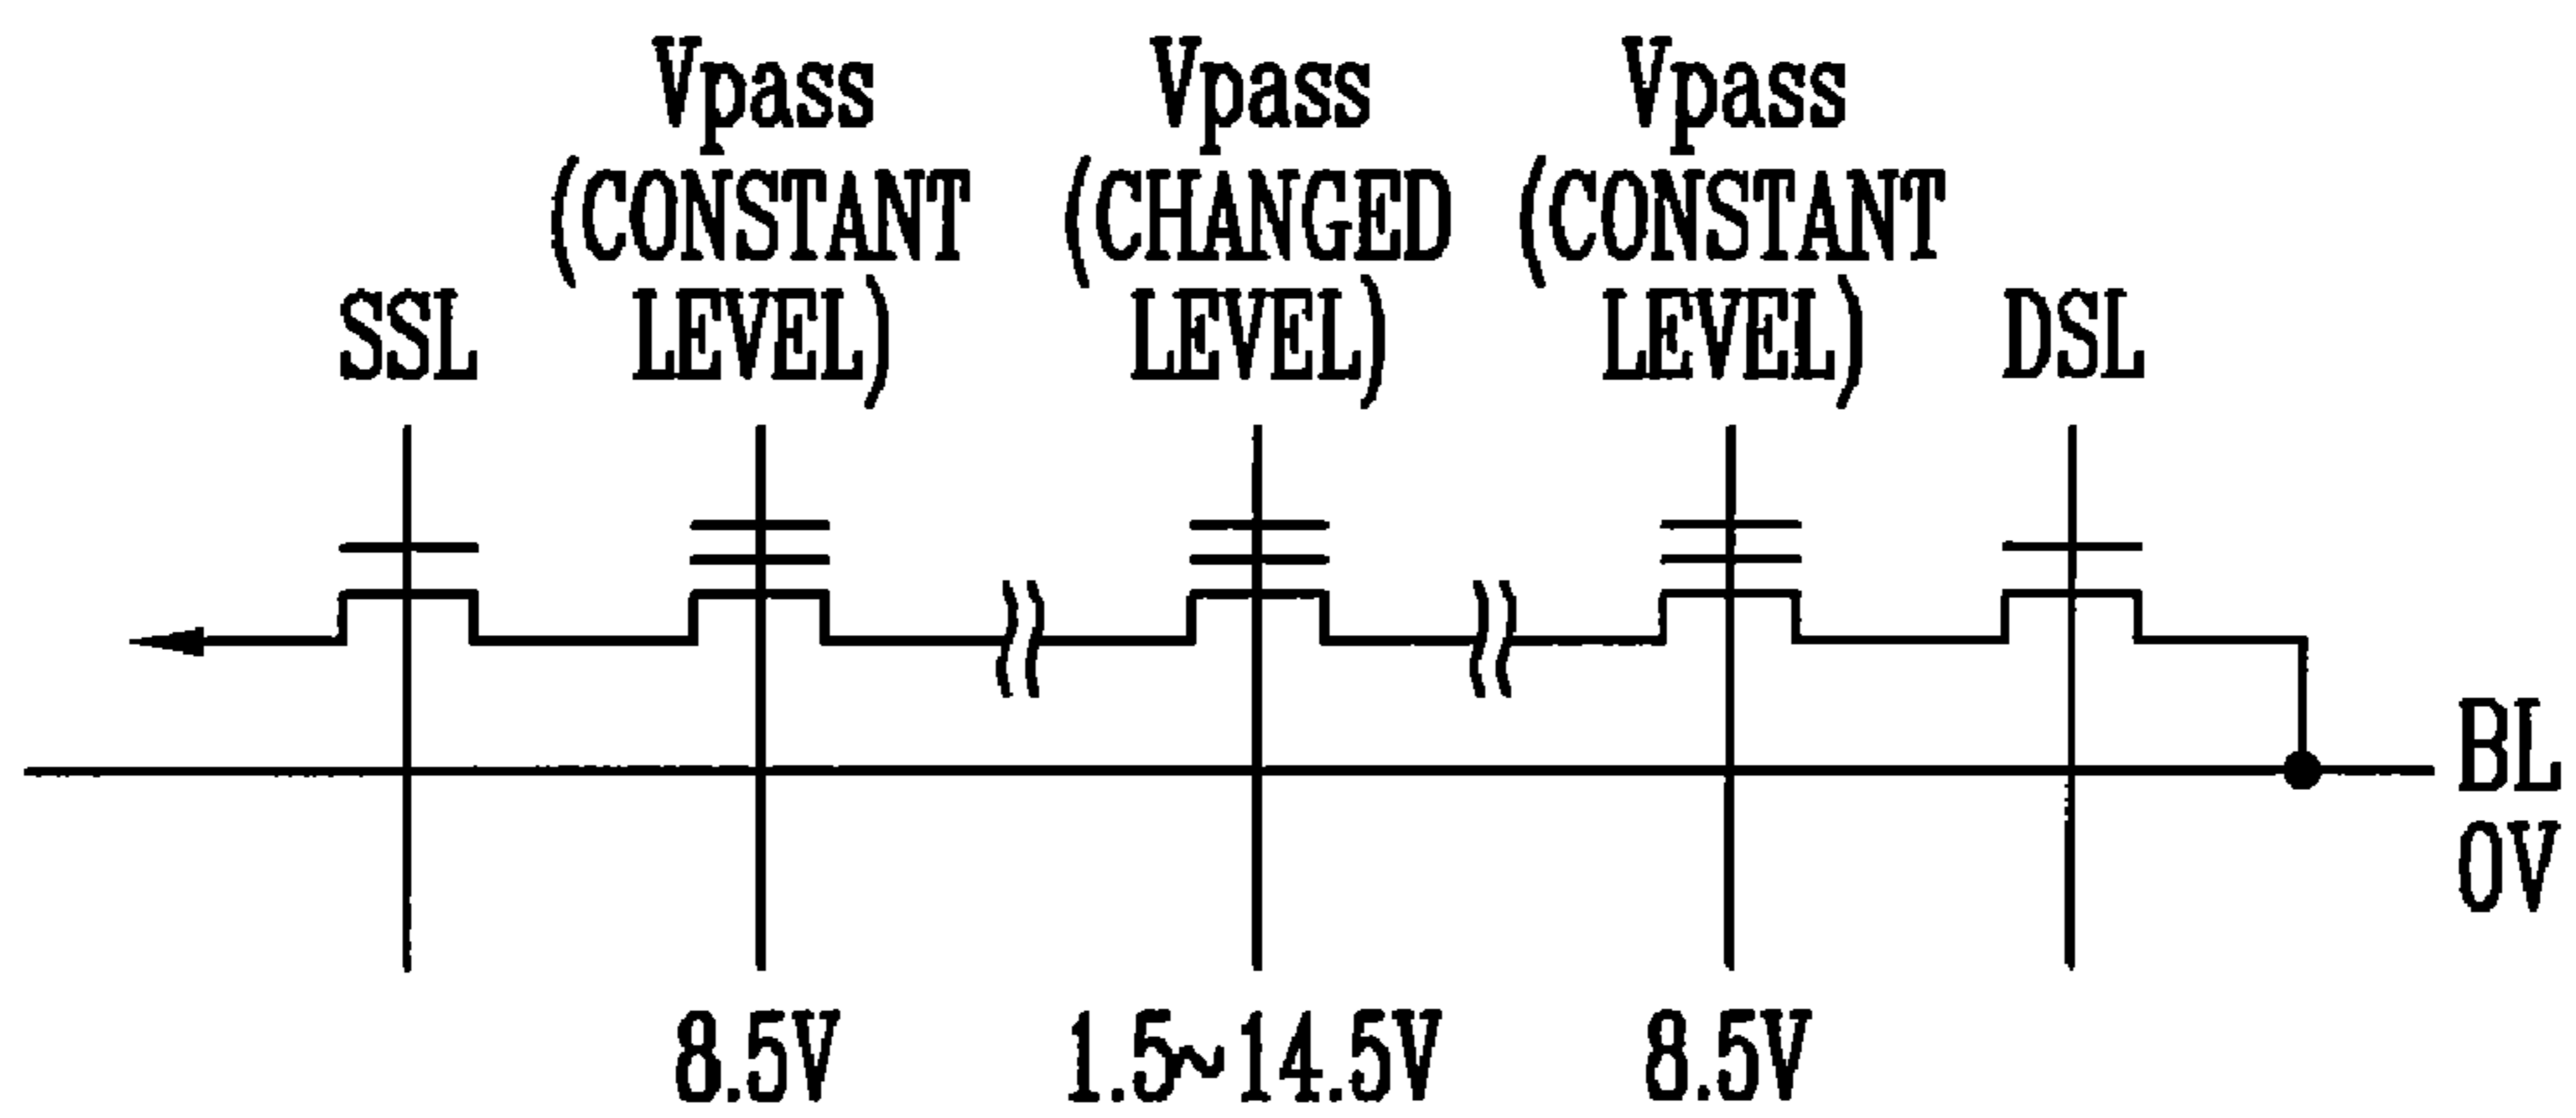 SSL
Vpass
(CONSTANT
LEVEL)
Vpass
(CHANGED
LEVEL)
Vpass
(CONSTANT
LEVEL)
DSL
BL
0V
8.5V
1.5~14.5V
8.5V